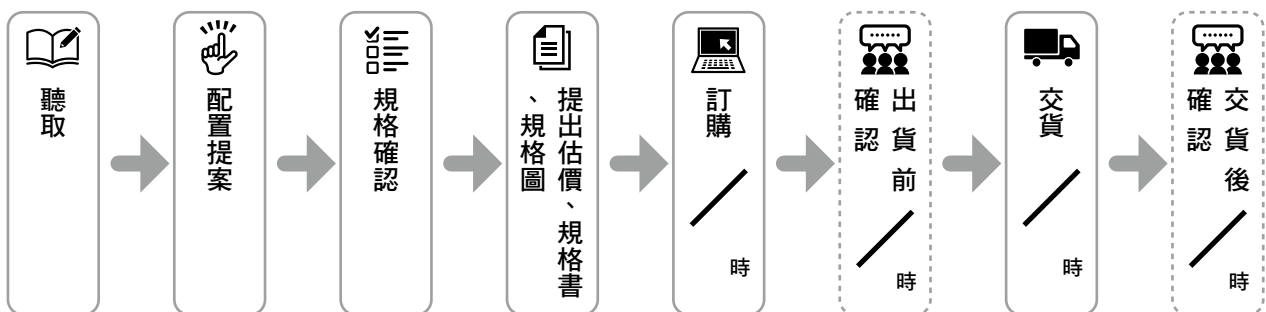 聽取
配置提案
規格確認
提出估價、規格書
、規格圖
訂購
時
出貨前
確認
時
交貨
時
交貨後
確認
時